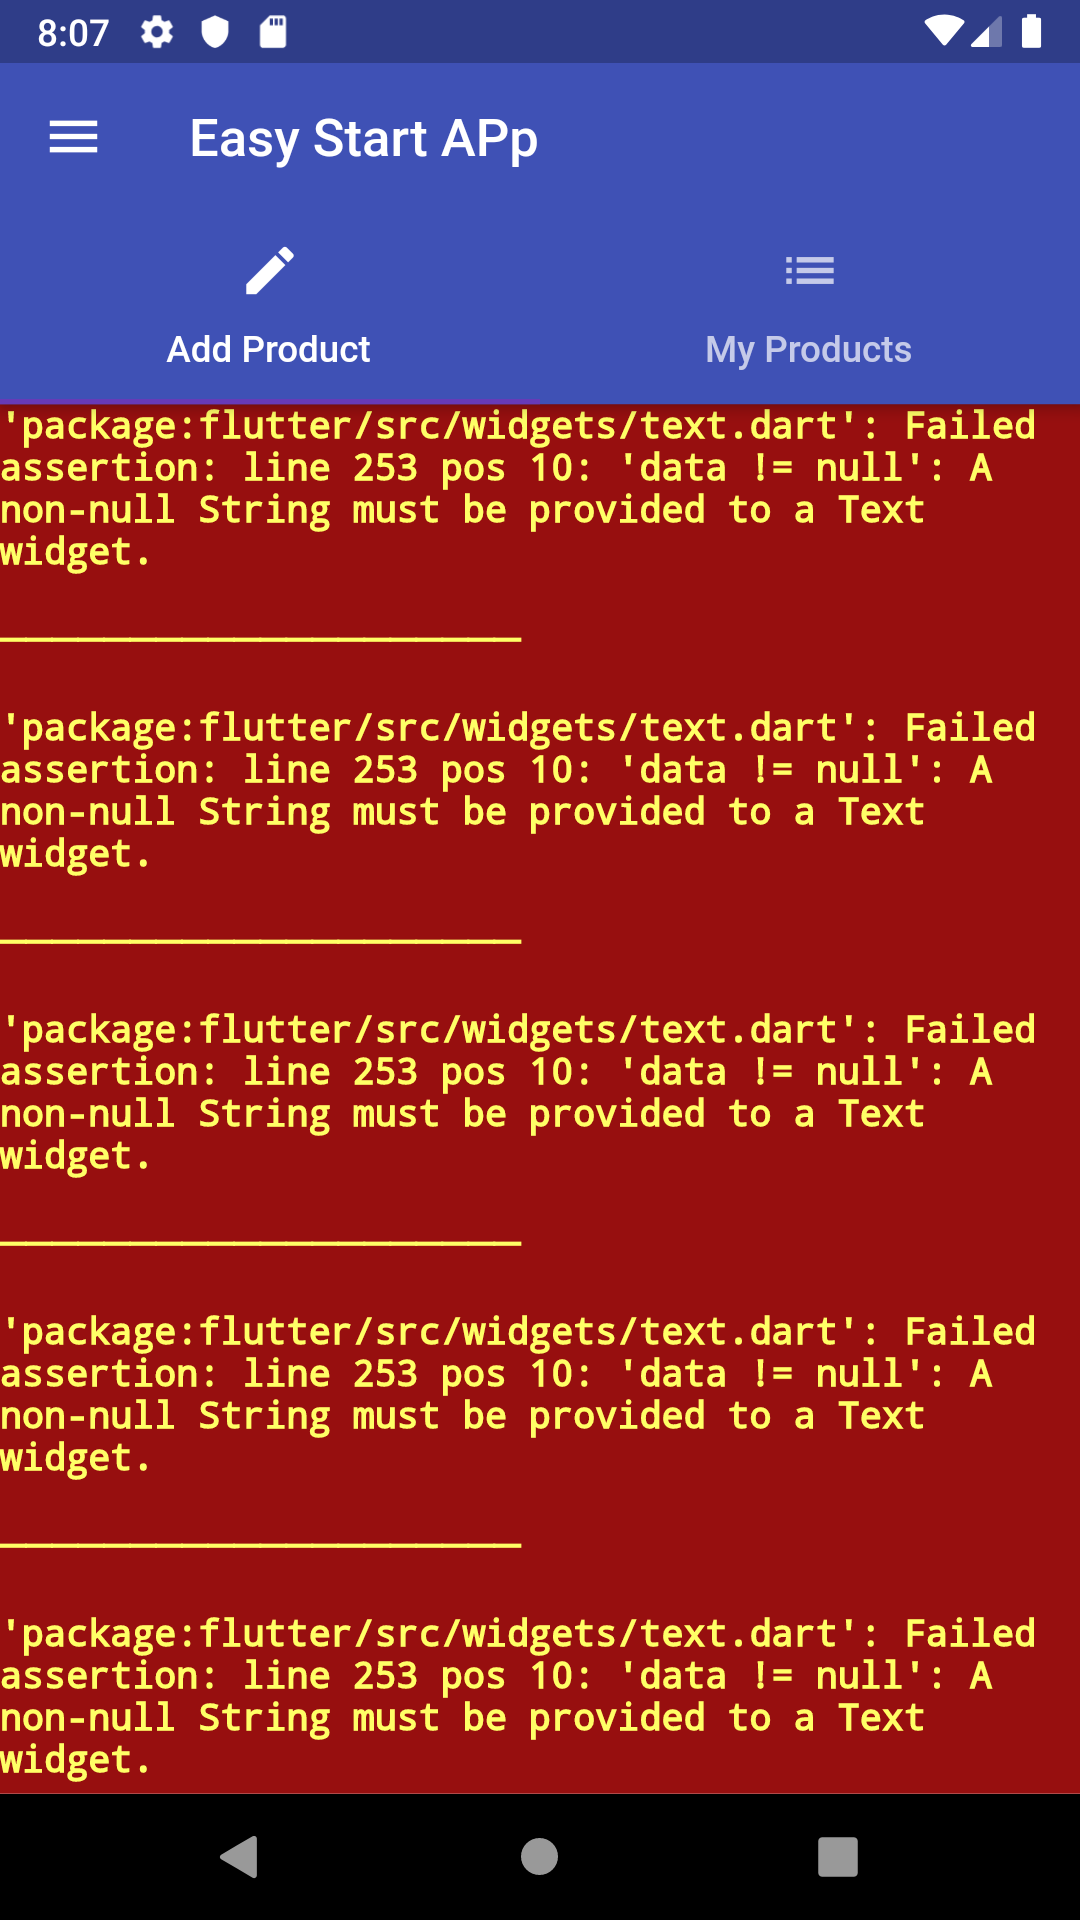 8:07
Easy Start APp
Add Product
My Products
'package:flutter/src/widgets/text.dart': Failed
assertion: line 253 pos 10: 'data != null': A
non-null String must be provided to a Text
widget.
'package:flutter/src/widgets/text.dart': Failed
assertion: line 253 pos 10: 'data != null': A
non-null String must be provided to a Text
widget.
'package:flutter/src/widgets/text.dart': Failed
assertion: line 253 pos 10: 'data != null': A
non-null String must be provided to a Text
widget.
'package:flutter/src/widgets/text.dart': Failed
assertion: line 253 pos 10: 'data != null': A
non-null String must be provided to a Text
widget.
'package:flutter/src/widgets/text.dart': Failed
assertion: line 253 pos 10: 'data != null': A
non-null String must be provided to a Text
widget.